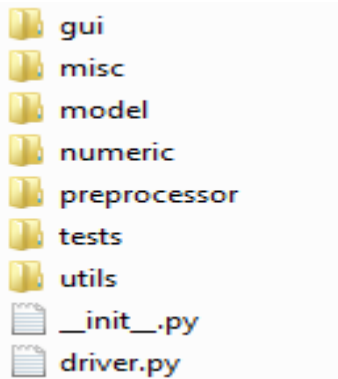 gui
misc
model
numeric
preprocessor
tests
utils
__init__.py
driver.py